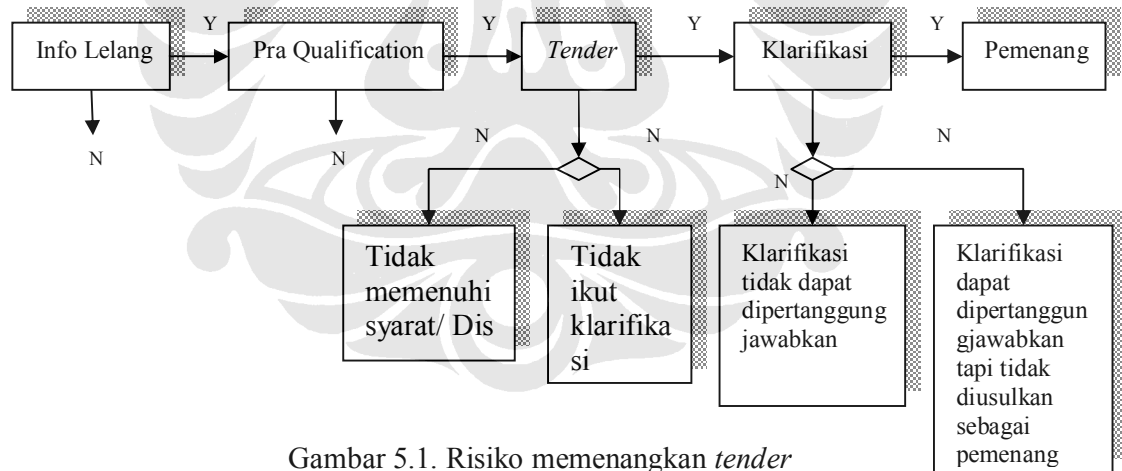 Y Y Y Y
Info Lelang
Pra Qualification
Tender
Klarifikasi
Pemenang
N N N N
N N
N
Tidak
memenuhi
syarat/ Dis
Tidak
ikut
klarifika
si
Klarifikasi
tidak dapat
dipertanggung
jawabkan
Klarifikasi
dapat
dipertanggun
gjawabkan
tapi tidak
diusulkan
sebagai
pemenang
Gambar 5.1. Risiko memenangkan tender